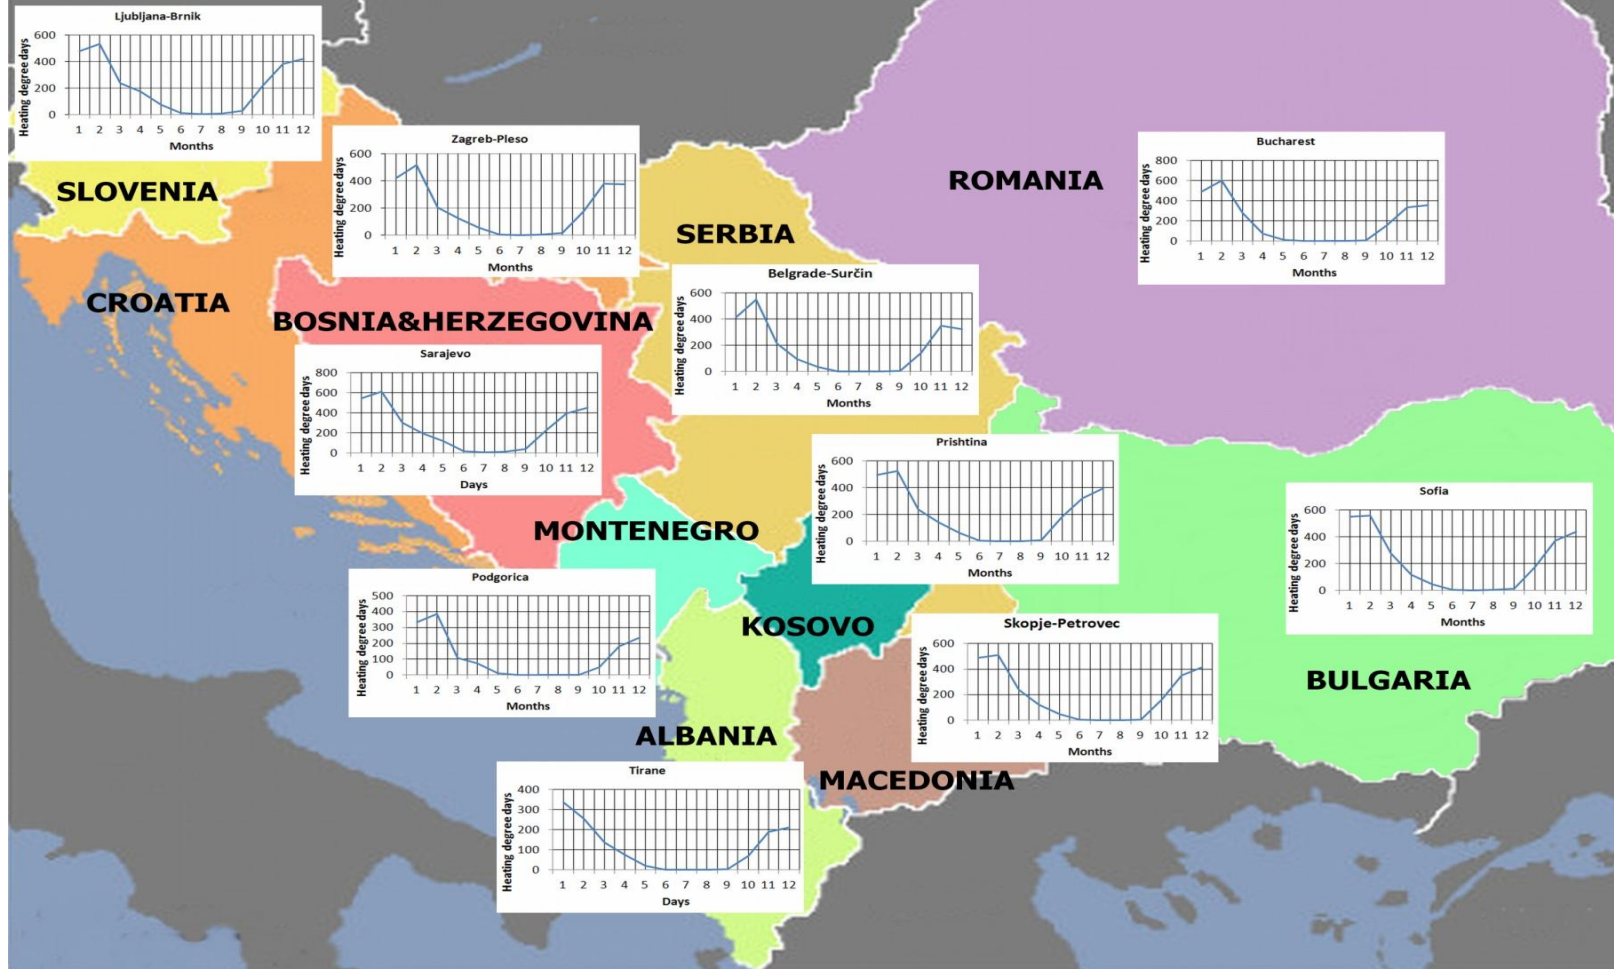 Ljubljana-Brnik
Heating degree days
600
400
200
0
1 2 3 4 5 6 7 8 9 10 11 12
Months
SLOVENIA
Zagreb-Pleso
Heating degree days
600
400
200
0
1 2 3 4 5 6 7 8 9 10 11 12
Months
CROATIA
SERBIA
ROMANIA
Bucharest
Heating degree days
800
600
400
200
0
1 2 3 4 5 6 7 8 9 10 11 12
Months
Belgrade-Surčin
Heating degree days
600
400
200
0
1 2 3 4 5 6 7 8 9 10 11 12
Months
BOSNIA&HERZEGOVINA
Sarajevo
Heating degree days
800
600
400
200
0
1 2 3 4 5 6 7 8 9 10 11 12
Days
Prishtina
Heating degree days
600
400
200
0
1 2 3 4 5 6 7 8 9 10 11 12
Months
Sofia
Heating degree days
600
400
200
0
1 2 3 4 5 6 7 8 9 10 11 12
Months
MONTENEGRO
Podgorica
Heating degree days
500
400
300
200
100
0
1 2 3 4 5 6 7 8 9 10 11 12
Months
KOSOVO
Skopje-Petrovec
Heating degree days
600
400
200
0
1 2 3 4 5 6 7 8 9 10 11 12
Months
BULGARIA
ALBANIA
MACEDONIA
Tirane
Heating degree days
400
300
200
100
0
1 2 3 4 5 6 7 8 9 10 11 12
Days